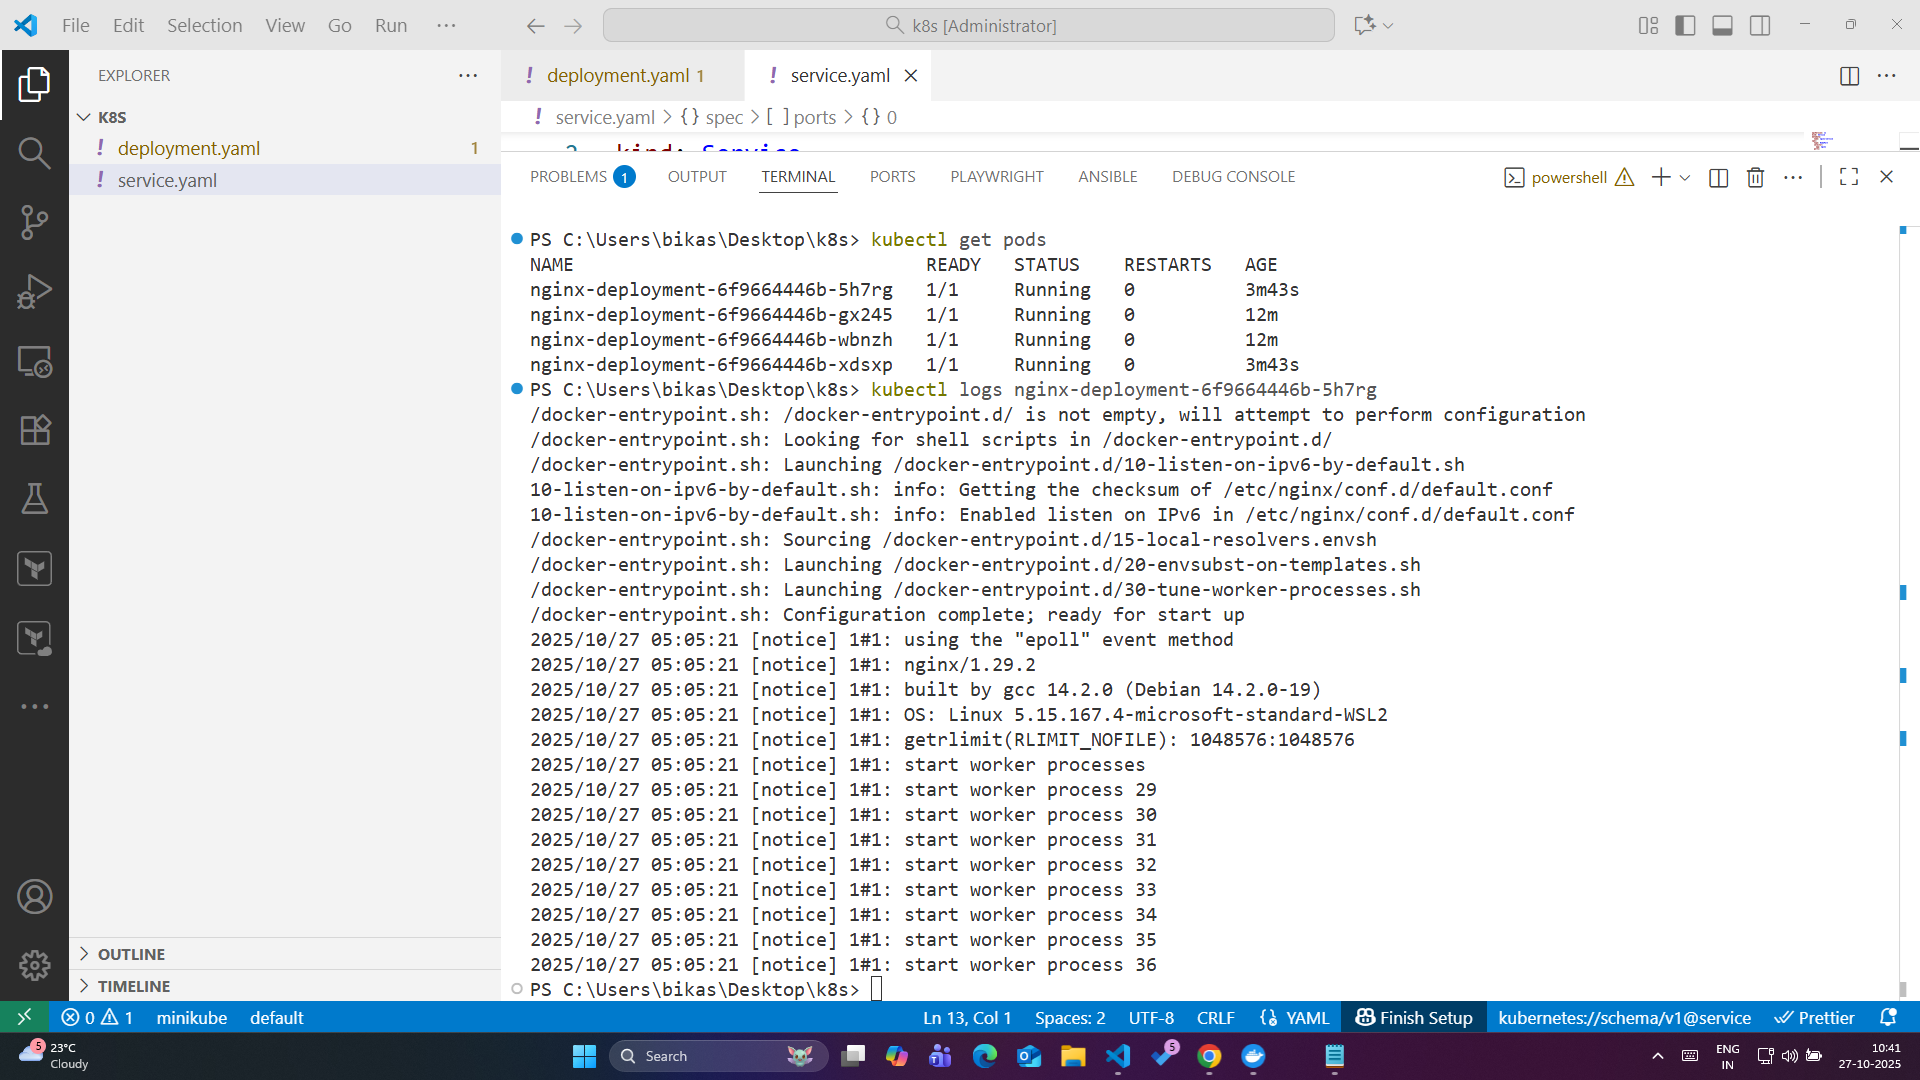 File Edit Selection View Go Run ···
k8s [Administrator]
EXPLORER
K8S
! deployment.yaml 1
! service.yaml
OUTLINE
TIMELINE
! deployment.yaml 1
! service.yaml
! service.yaml > {} spec > [ ] ports > {} 0
2 kind: Service
PROBLEMS 1 OUTPUT TERMINAL PORTS PLAYWRIGHT ANSIBLE DEBUG CONSOLE powershell
PS C:\Users\bikas\Desktop\k8s> kubectl get pods
NAME READY STATUS RESTARTS AGE
nginx-deployment-6f9664446b-5h7rg 1/1 Running 0 3m43s
nginx-deployment-6f9664446b-gx245 1/1 Running 0 12m
nginx-deployment-6f9664446b-wbnzh 1/1 Running 0 12m
nginx-deployment-6f9664446b-xdsxp 1/1 Running 0 3m43s
PS C:\Users\bikas\Desktop\k8s> kubectl logs nginx-deployment-6f9664446b-5h7rg
/docker-entrypoint.sh: /docker-entrypoint.d/ is not empty, will attempt to perform configuration
/docker-entrypoint.sh: Looking for shell scripts in /docker-entrypoint.d/
/docker-entrypoint.sh: Launching /docker-entrypoint.d/10-listen-on-ipv6-by-default.sh
10-listen-on-ipv6-by-default.sh: info: Getting the checksum of /etc/nginx/conf.d/default.conf
10-listen-on-ipv6-by-default.sh: info: Enabled listen on IPv6 in /etc/nginx/conf.d/default.conf
/docker-entrypoint.sh: Sourcing /docker-entrypoint.d/15-local-resolvers.envsh
/docker-entrypoint.sh: Launching /docker-entrypoint.d/20-envsubst-on-templates.sh
/docker-entrypoint.sh: Launching /docker-entrypoint.d/30-tune-worker-processes.sh
/docker-entrypoint.sh: Configuration complete; ready for start up
2025/10/27 05:05:21 [notice] 1#1: using the "epoll" event method
2025/10/27 05:05:21 [notice] 1#1: nginx/1.29.2
2025/10/27 05:05:21 [notice] 1#1: built by gcc 14.2.0 (Debian 14.2.0-19)
2025/10/27 05:05:21 [notice] 1#1: OS: Linux 5.15.167.4-microsoft-standard-WSL2
2025/10/27 05:05:21 [notice] 1#1: getrlimit(RLIMIT_NOFILE): 1048576:1048576
2025/10/27 05:05:21 [notice] 1#1: start worker processes
2025/10/27 05:05:21 [notice] 1#1: start worker process 29
2025/10/27 05:05:21 [notice] 1#1: start worker process 30
2025/10/27 05:05:21 [notice] 1#1: start worker process 31
2025/10/27 05:05:21 [notice] 1#1: start worker process 32
2025/10/27 05:05:21 [notice] 1#1: start worker process 33
2025/10/27 05:05:21 [notice] 1#1: start worker process 34
2025/10/27 05:05:21 [notice] 1#1: start worker process 35
2025/10/27 05:05:21 [notice] 1#1: start worker process 36
PS C:\Users\bikas\Desktop\k8s>
0 1 minikube default Ln 13, Col 1 Spaces: 2 UTF-8 CRLF {} YAML Finish Setup kubernetes://schema/v1@service Prettier
5 23°C
Cloudy
Search
5
ENG
IN
10:41
27-10-2025